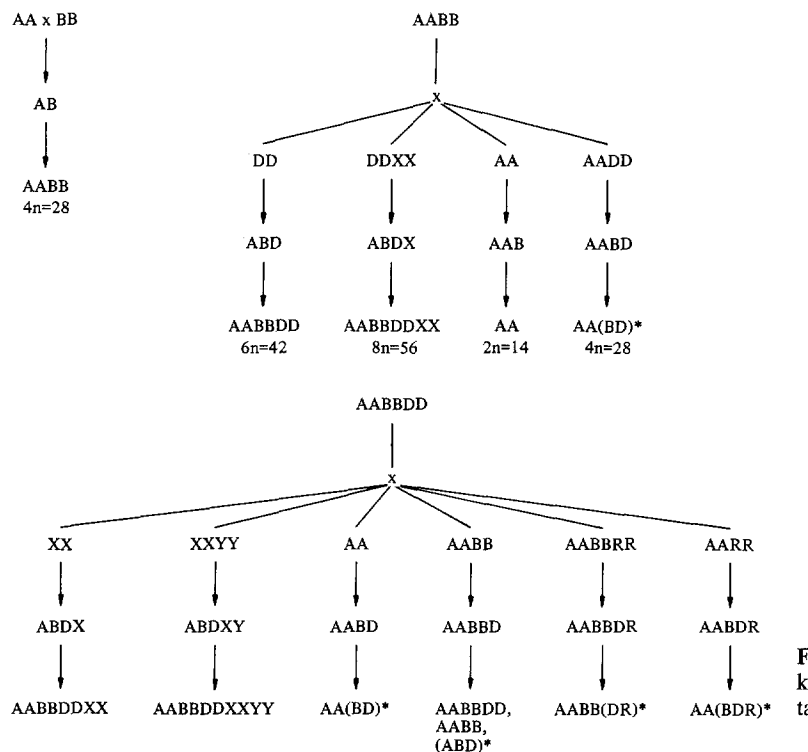 AA x BB
AB
AABB
4n=28
AABB
x
DD DDXX AA AADD
ABD ABDX AAB AABD
AABBDD AABBDDXX AA AA(BD)*
6n=42 8n=56 2n=14 4n=28
AABBDD
x
XX XXYY AA AABB AABBRR AARR
ABDX ABDXY AABD AABBD AABBDR AABDR
AABBDDXX AABBDDXXYY AA(BD)* AABBDD, AABB(DR)* AA(BDR)*
AABB,
(ABD)*
F
k
ta